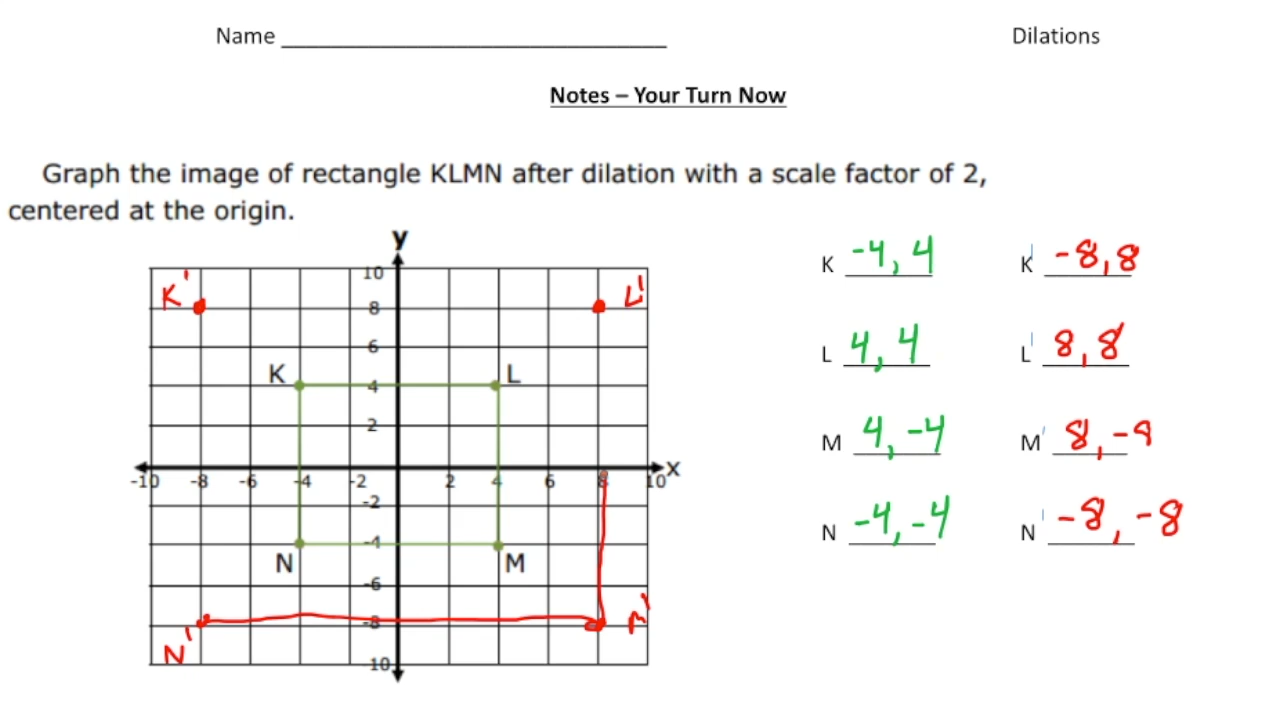 Name ________________________________ Dilations
Notes – Your Turn Now
Graph the image of rectangle KLMN after dilation with a scale factor of 2,
centered at the origin.
y
10
K'
L'
8
6
K
L
4
2
-10 -8 -6 -4 -2 2 4 6 8 10 x
-2
-4
N
M
-6
-8
M'
N'
-10
K -4, 4 K' -8, 8
L 4, 4 L' 8, 8
M 4, -4 M' 8, -8
N -4, -4 N' -8, -8